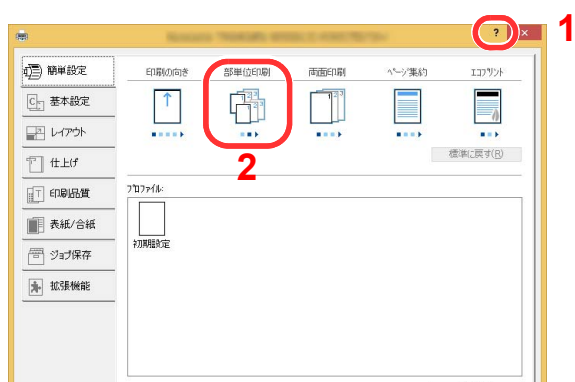 ? ×
1
簡単設定
基本設定
レイアウト
仕上げ
印刷品質
表紙/合紙
ジョブ保存
拡張機能
印刷の向き 部単位印刷 両面印刷 ページ集約 エコプリント
2
標準に戻す(R)
プロファイル:
初期設定